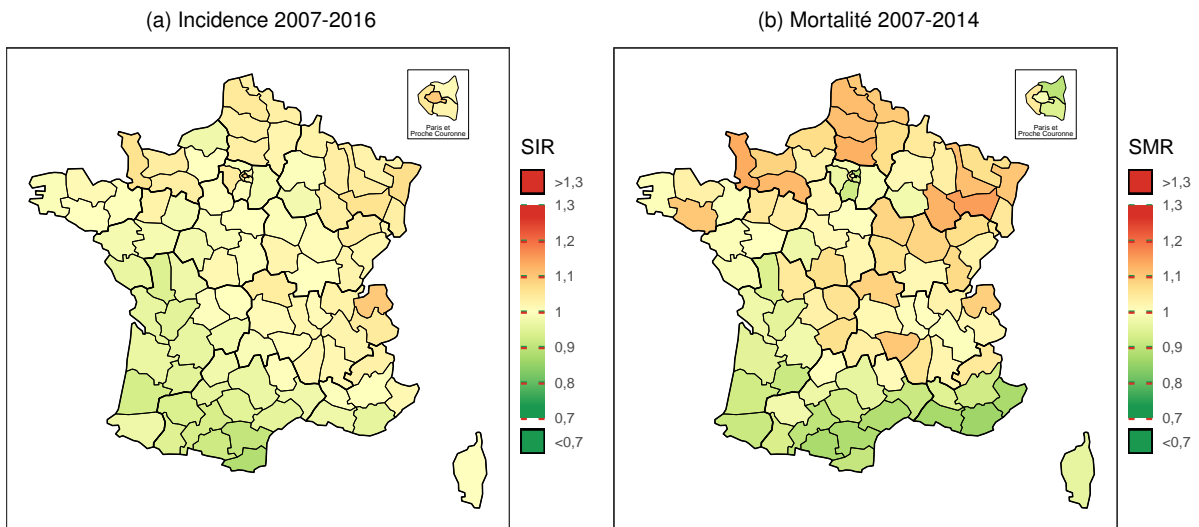 (a) Incidence 2007-2016
Paris et
Proche Couronne
SIR
>1,3
1,3
1,2
1,1
1
0,9
0,8
0,7
<0,7
(b) Mortalité 2007-2014
Paris et
Proche Couronne
SMR
>1,3
1,3
1,2
1,1
1
0,9
0,8
0,7
<0,7